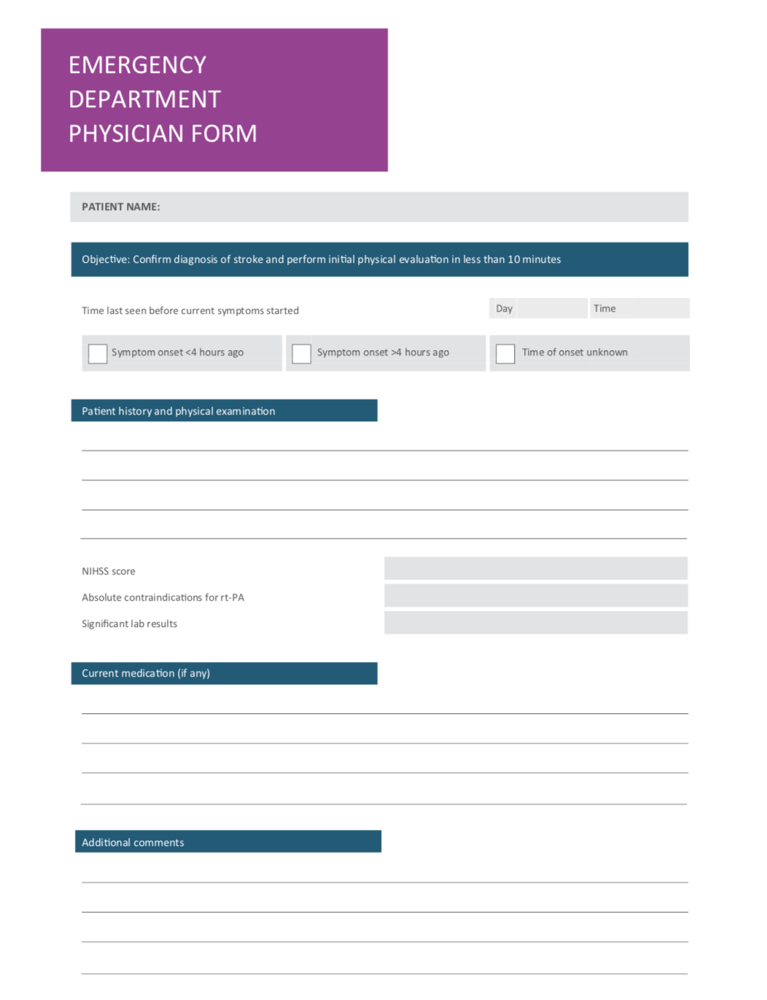 EMERGENCY
DEPARTMENT
PHYSICIAN FORM
PATIENT NAME:
Objective: Confirm diagnosis of stroke and perform initial physical evaluation in less than 10 minutes
Time last seen before current symptoms started Day Time
Symptom onset <4 hours ago Symptom onset >4 hours ago Time of onset unknown
Patient history and physical examination
NIHSS score
Absolute contraindications for rt-PA
Significant lab results
Current medication (if any)
Additional comments